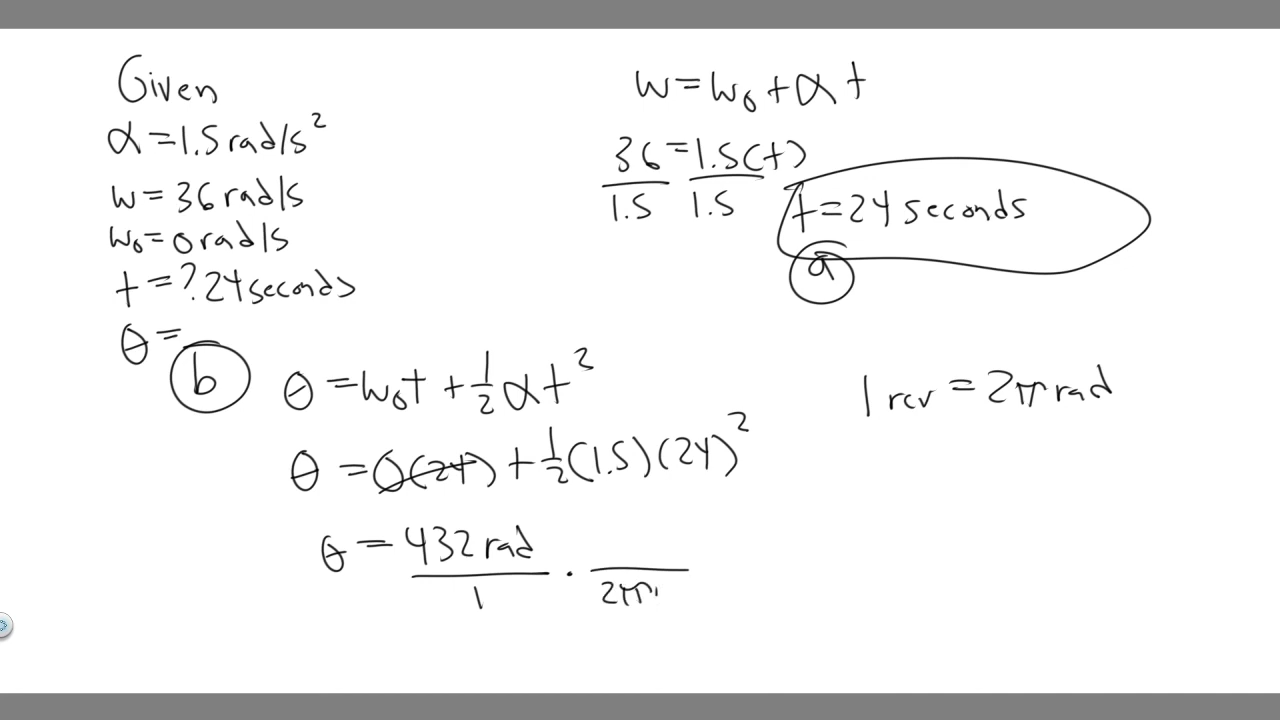 Given
α = 1.5 rad/s²
w = 36 rad/s
w₀ = 0 rad/s
t = ? 24 seconds
θ =
w = w₀ + α t
36 = 1.5(t)
1.5 1.5
t = 24 seconds
a
b
θ = w₀t + 1/2 αt²
θ = 0(24) + 1/2 (1.5)(24)²
θ = 432 rad/1 · /2π
1 rev = 2π rad